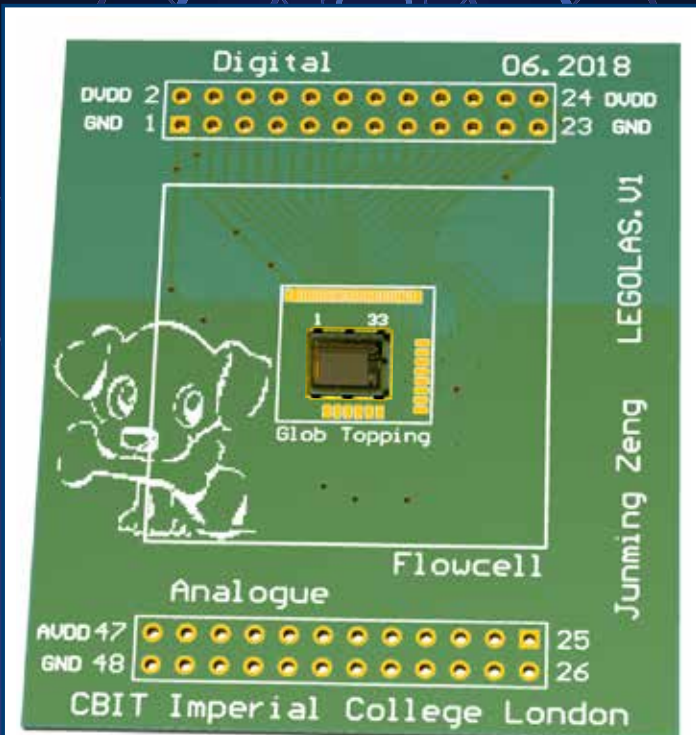 Digital 06.2018
DVDD 2 24 DVDD
GND 1 23 GND
LEGOLAS.V1
1 33
Glob Topping
Junming Zeng
Flowcell
Analogue
AVDD 47 25
GND 48 26
CBIT Imperial College London